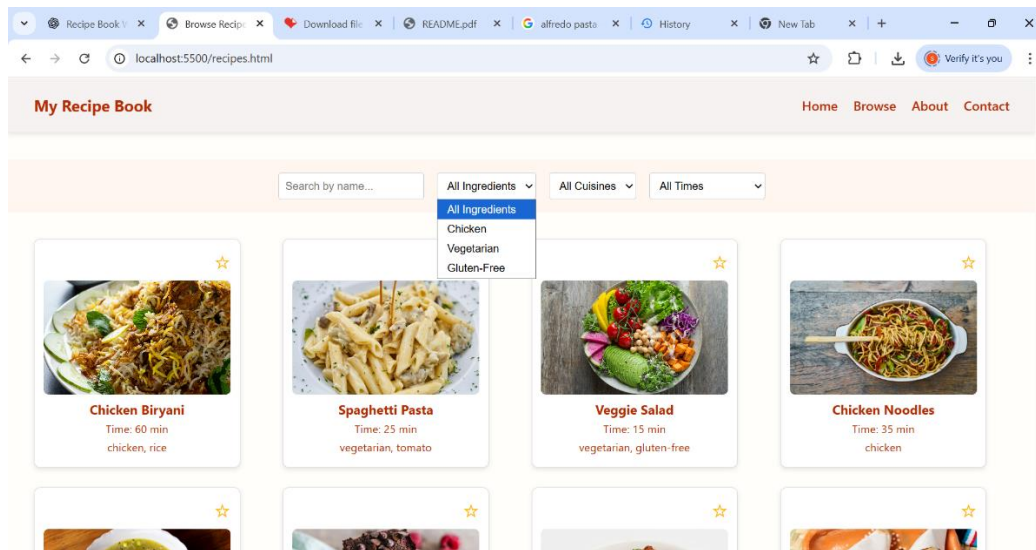 Recipe Book V
Browse Recip
Download file
README.pdf
alfredo pasta
History
New Tab
localhost:5500/recipes.html
Verify it's you
My Recipe Book
Home Browse About Contact
Search by name...
All Ingredients
All Cuisines
All Times
All Ingredients
Chicken
Vegetarian
Gluten-Free
Chicken Biryani
Time: 60 min
chicken, rice
Spaghetti Pasta
Time: 25 min
vegetarian, tomato
Veggie Salad
Time: 15 min
vegetarian, gluten-free
Chicken Noodles
Time: 35 min
chicken